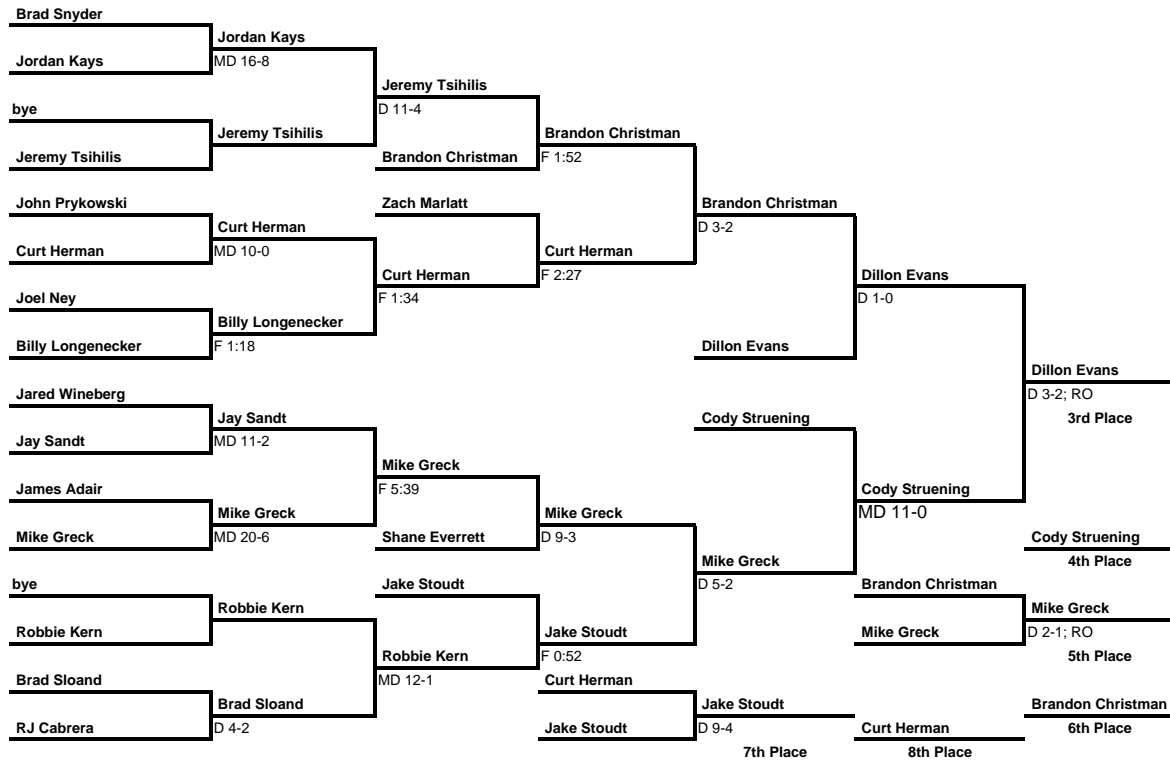 Brad Snyder
Jordan Kays
Jordan Kays
MD 16-8
Jeremy Tsihilis
D 11-4
bye
Jeremy Tsihilis
Jeremy Tsihilis
Brandon Christman
Brandon Christman
F 1:52
John Prykowski
Zach Marlatt
Brandon Christman
D 3-2
Curt Herman
MD 10-0
Curt Herman
Curt Herman
F 2:27
Curt Herman
F 1:34
Dillon Evans
D 1-0
Joel Ney
Billy Longenecker
F 1:18
Billy Longenecker
Dillon Evans
Dillon Evans
D 3-2; RO
3rd Place
Jared Wineberg
Jay Sandt
MD 11-2
Jay Sandt
Cody Struening
Mike Greck
F 5:39
James Adair
Cody Struening
MD 11-0
Mike Greck
MD 20-6
Mike Greck
Shane Everrett
Mike Greck
D 9-3
Cody Struening
4th Place
Mike Greck
D 5-2
bye
Jake Stoudt
Brandon Christman
Robbie Kern
Robbie Kern
Mike Greck
Mike Greck
D 2-1; RO
5th Place
Jake Stoudt
F 0:52
Robbie Kern
MD 12-1
Brad Sloand
Curt Herman
Brad Sloand
D 4-2
Jake Stoudt
D 9-4
Brandon Christman
6th Place
RJ Cabrera
Jake Stoudt
Curt Herman
7th Place
8th Place